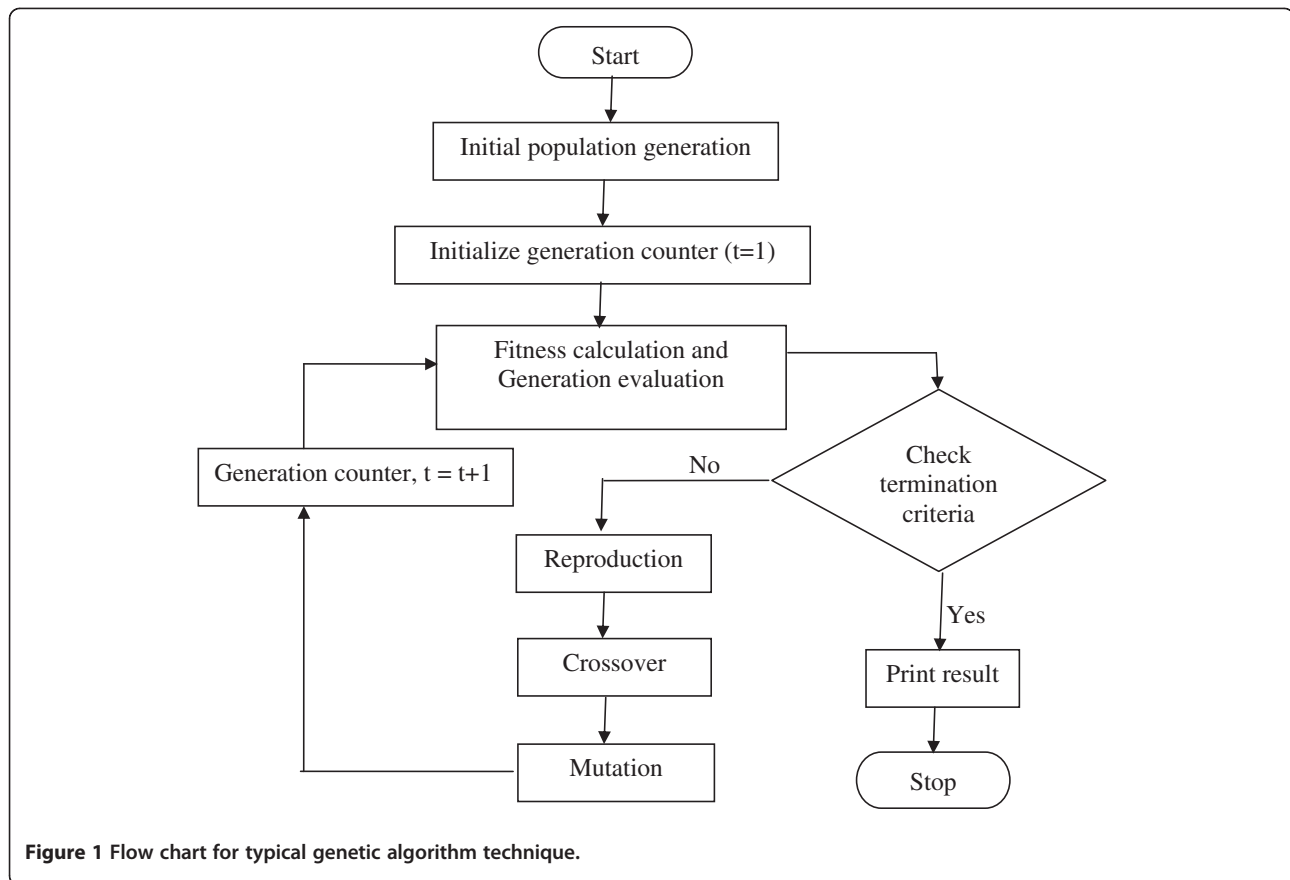 Start
Initial population generation
Initialize generation counter (t=1)
Fitness calculation and
Generation evaluation
Generation counter, t = t+1
No
Check
termination
criteria
Reproduction
Yes
Crossover
Print result
Mutation
Stop
Figure 1 Flow chart for typical genetic algorithm technique.